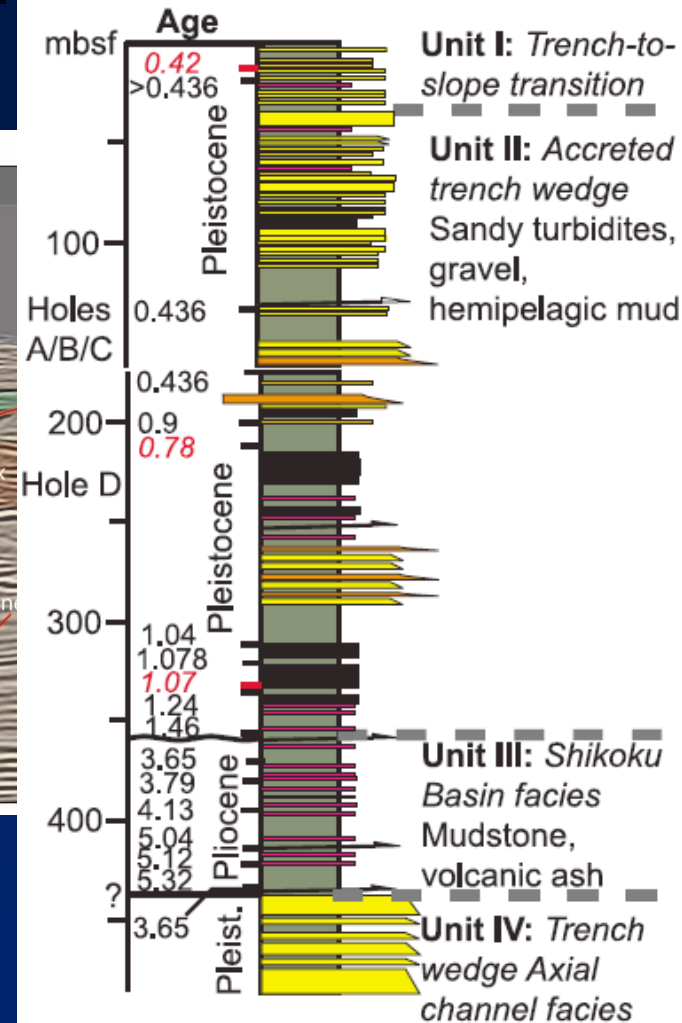 Age
mbsf
0.42
>0.436
Pleistocene
100
Holes
A/B/C
0.436
0.436
200
0.9
0.78
Hole D
Pleistocene
300
1.04
1.078
1.07
1.24
1.46
3.65
3.79
400
4.13
5.04
5.12
5.32
Pliocene
?
3.65
Pleist.
Unit I: Trench-to-
slope transition
Unit II: Accreted
trench wedge
Sandy turbidites,
gravel,
hemipelagic mud
Unit III: Shikoku
Basin facies
Mudstone,
volcanic ash
Unit IV: Trench
wedge Axial
channel facies